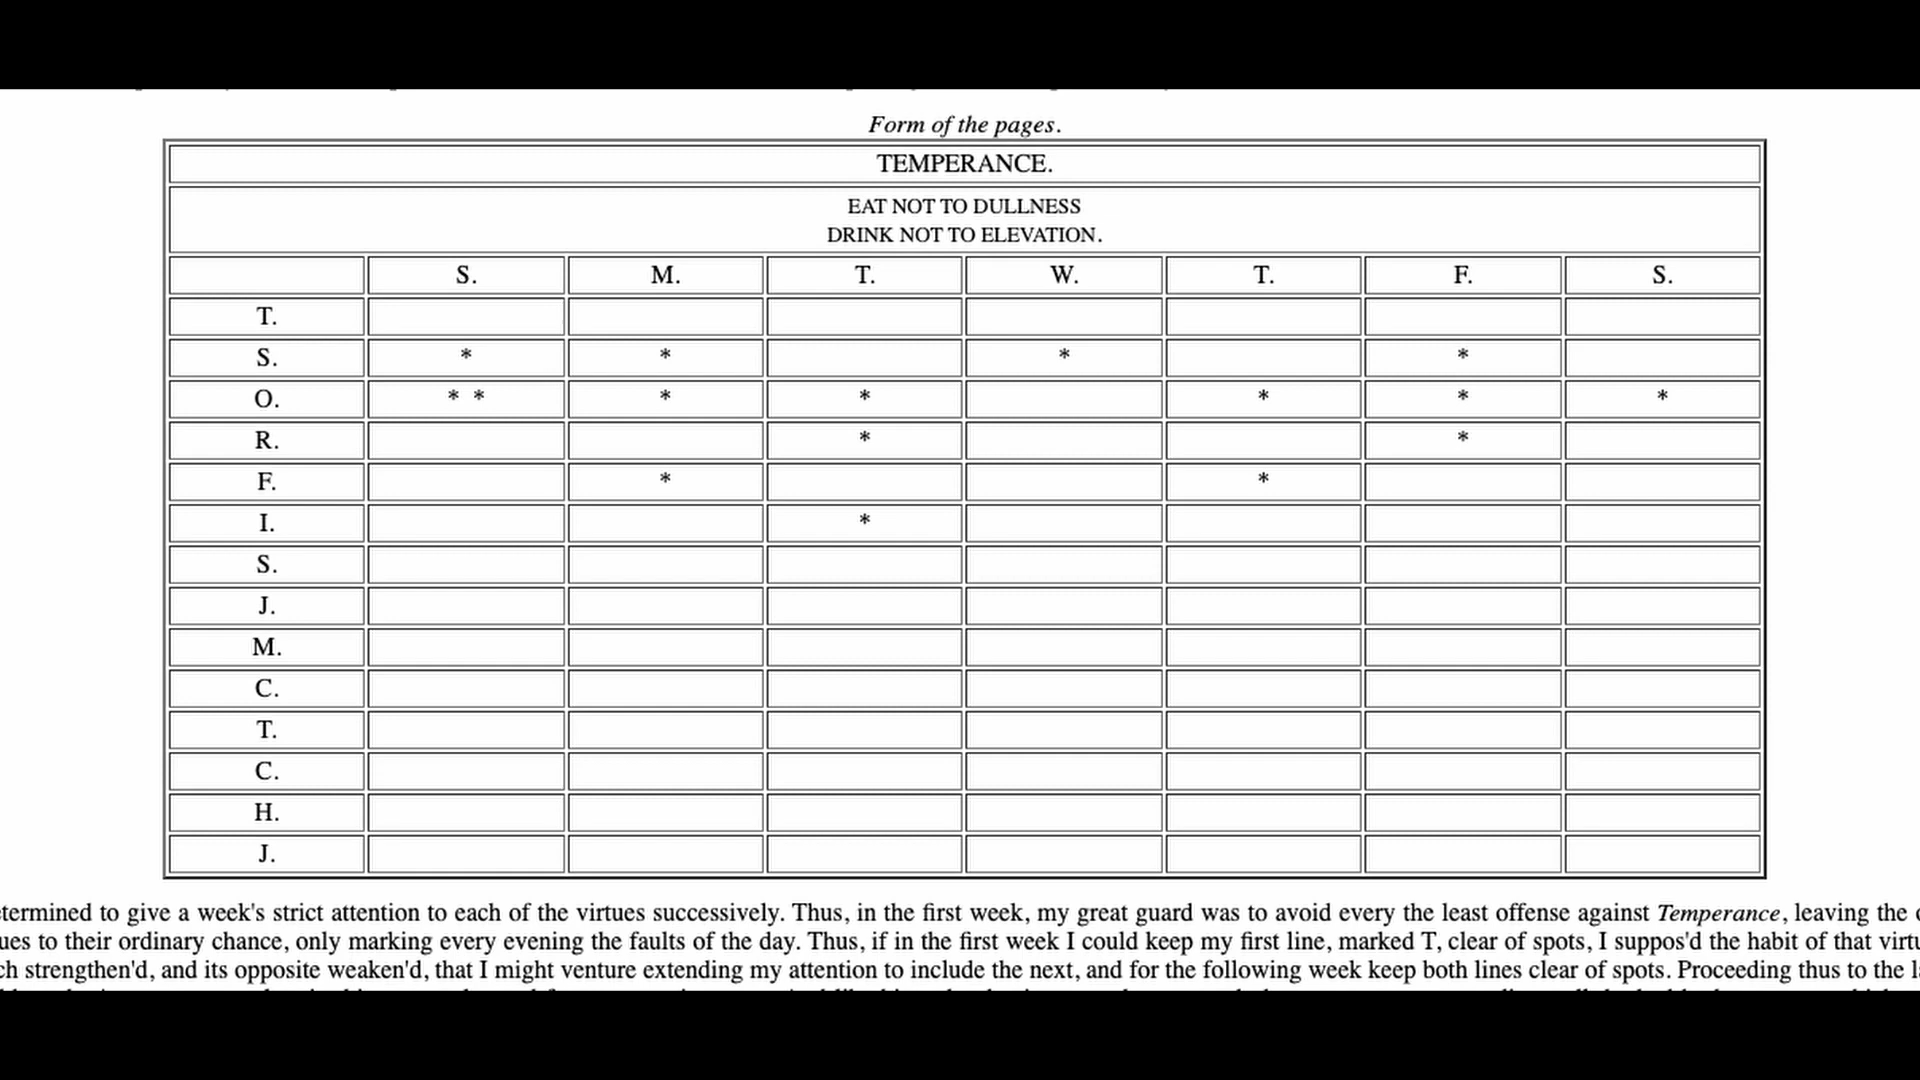 Form of the pages.
TEMPERANCE.
EAT NOT TO DULLNESS
DRINK NOT TO ELEVATION.
S. M. T. W. T. F. S.
T.
S. * * * *
O. * * * * * * *
R. * *
F. * *
I. *
S.
J.
M.
C.
T.
C.
H.
J.
termined to give a week's strict attention to each of the virtues successively. Thus, in the first week, my great guard was to avoid every the least offense against Temperance, leaving the
ues to their ordinary chance, only marking every evening the faults of the day. Thus, if in the first week I could keep my first line, marked T, clear of spots, I suppos'd the habit of that virtu
ch strengthen'd, and its opposite weaken'd, that I might venture extending my attention to include the next, and for the following week keep both lines clear of spots. Proceeding thus to the l